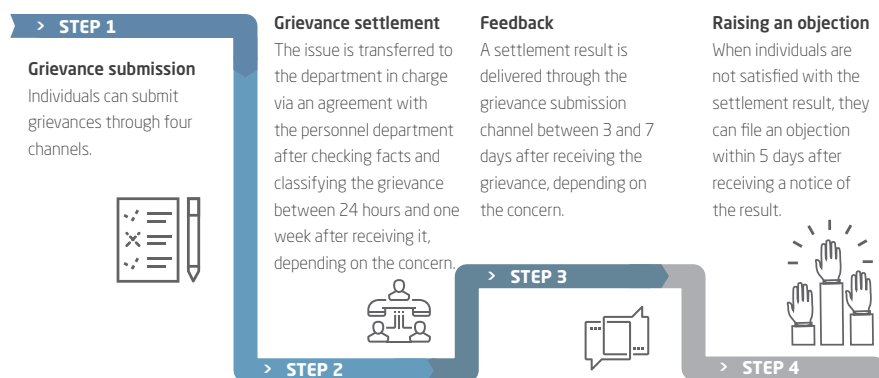 > STEP 1
Grievance submission
Individuals can submit
grievances through four
channels.
Grievance settlement
The issue is transferred to
the department in charge
via an agreement with
the personnel department
after checking facts and
classifying the grievance
between 24 hours and one
week after receiving it,
depending on the concern.
> STEP 2
Feedback
A settlement result is
delivered through the
grievance submission
channel between 3 and 7
days after receiving the
grievance, depending on
the concern.
> STEP 3
Raising an objection
When individuals are
not satisfied with the
settlement result, they
can file an objection
within 5 days after
receiving a notice of
the result.
> STEP 4